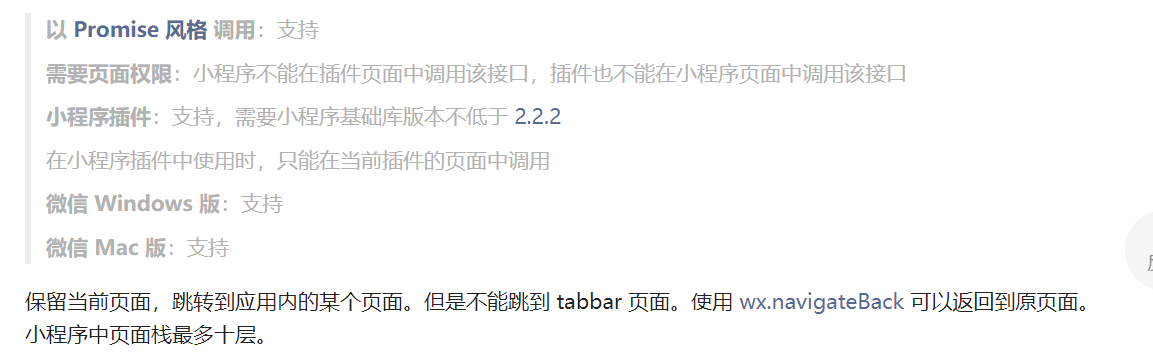 以 Promise 风格 调用：支持
需要页面权限：小程序不能在插件页面中调用该接口，插件也不能在小程序页面中调用该接口
小程序插件：支持，需要小程序基础库版本不低于 2.2.2
在小程序插件中使用时，只能在当前插件的页面中调用
微信 Windows 版：支持
微信 Mac 版：支持
保留当前页面，跳转到应用内的某个页面。但是不能跳到 tabbar 页面。使用 wx.navigateBack 可以返回到原页面。
小程序中页面栈最多十层。